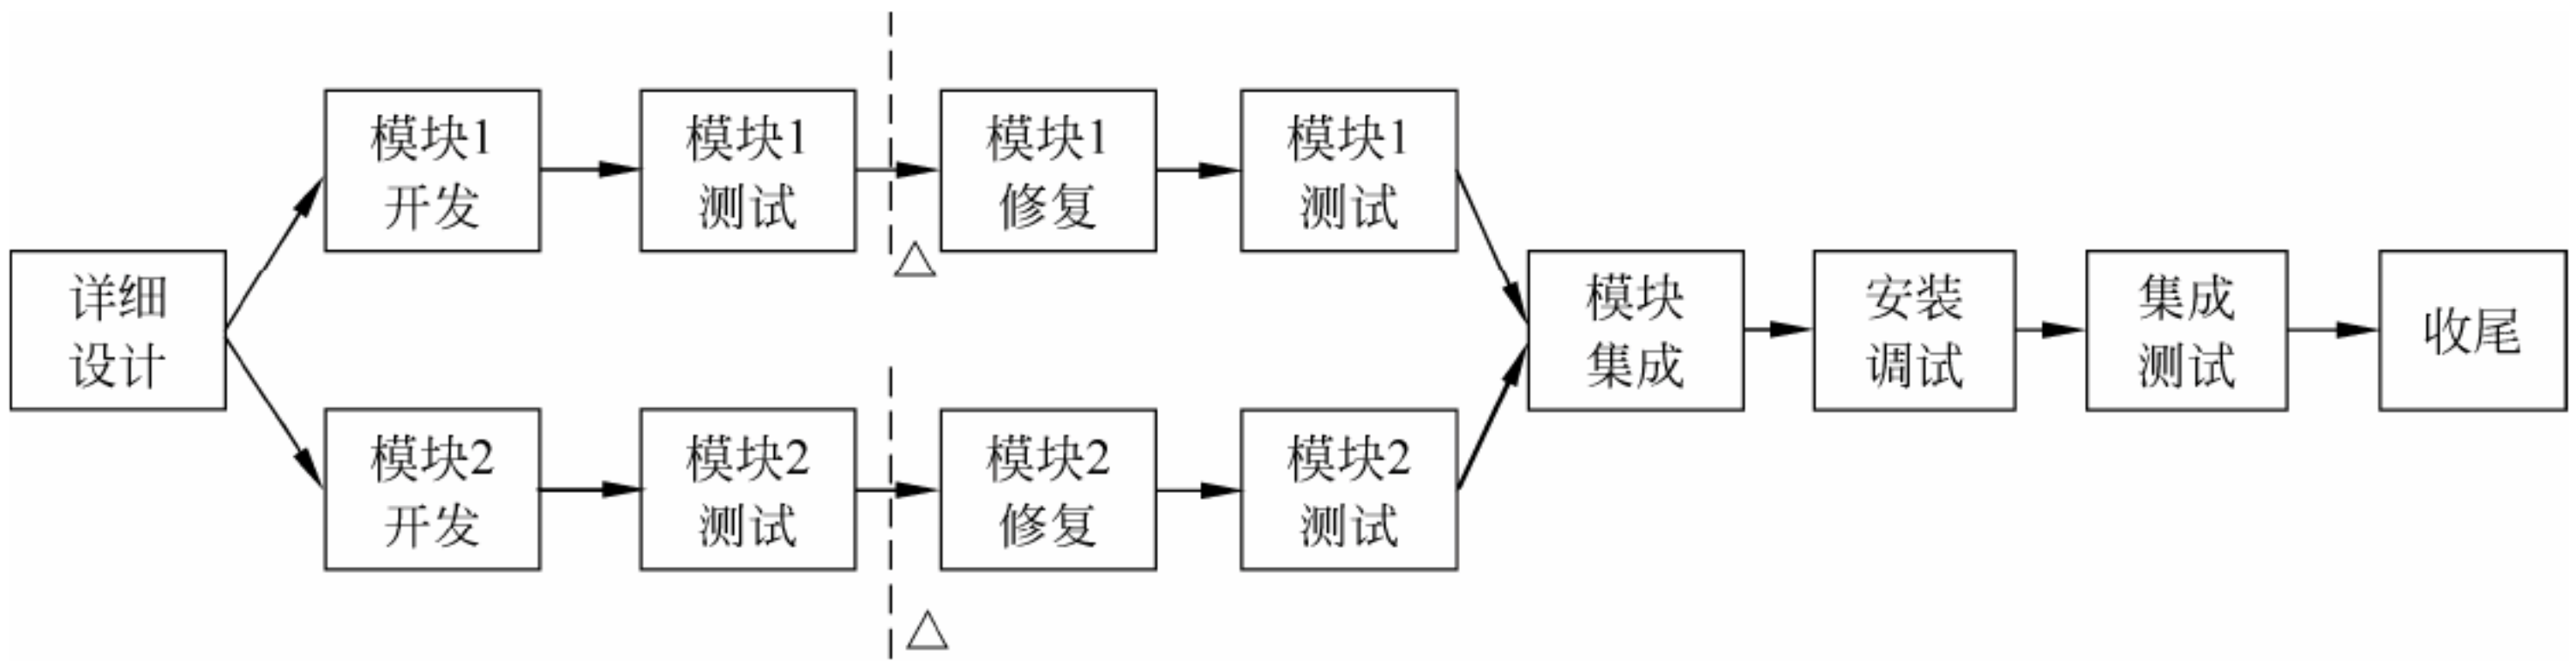 模块1
开发
模块1
测试
模块1
修复
模块1
测试
详细
设计
模块
集成
安装
调试
集成
测试
收尾
模块2
开发
模块2
测试
模块2
修复
模块2
测试